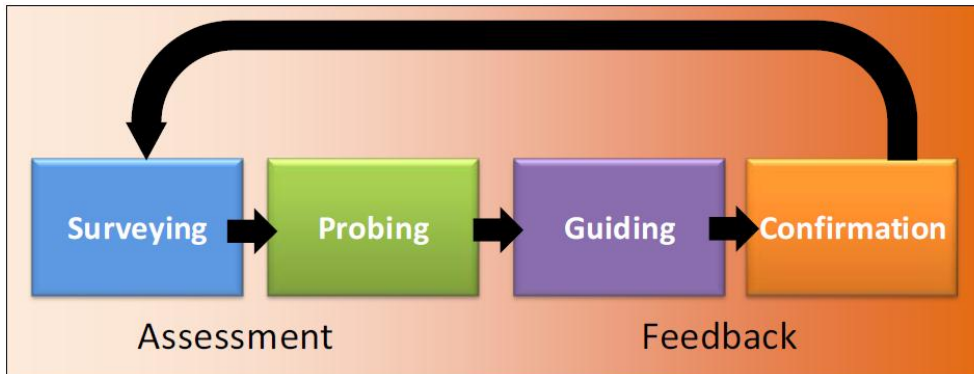 Surveying
Probing
Guiding
Confirmation
Assessment
Feedback